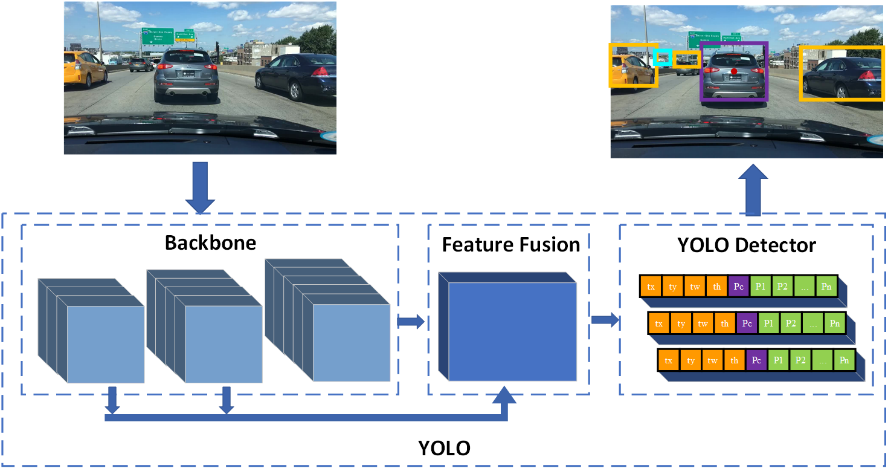 Backbone
Feature Fusion
YOLO Detector
tx ty tw th Pc P1 P2 ... Pn
tx ty tw th Pc P1 P2 ... Pn
tx ty tw th Pc P1 P2 ... Pn
YOLO